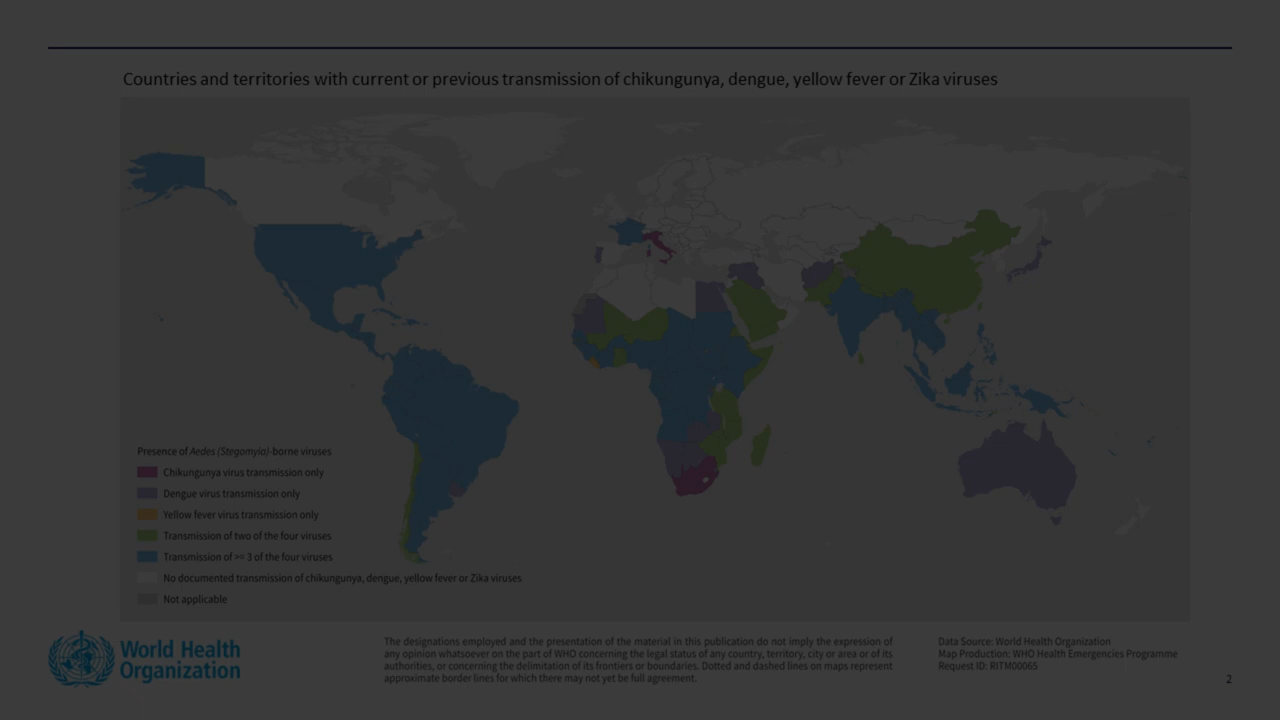 Countries and territories with current or previous transmission of chikungunya, dengue, yellow fever or Zika viruses
Presence of Aedes (Stegomyia)-borne viruses
Chikungunya virus transmission only
Dengue virus transmission only
Yellow fever virus transmission only
Transmission of two of the four viruses
Transmission of >= 3 of the four viruses
No documented transmission of chikungunya, dengue, yellow fever or Zika viruses
Not applicable
World Health
Organization
The designations employed and the presentation of the material in this publication do not imply the expression of
any opinion whatsoever on the part of WHO concerning the legal status of any country, territory, city or area or of its
authorities, or concerning the delimitation of its frontiers or boundaries. Dotted and dashed lines on maps represent
approximate border lines for which there may not yet be full agreement.
Data Source: World Health Organization
Map Production: WHO Health Emergencies Programme
Request ID: RITM00065
2